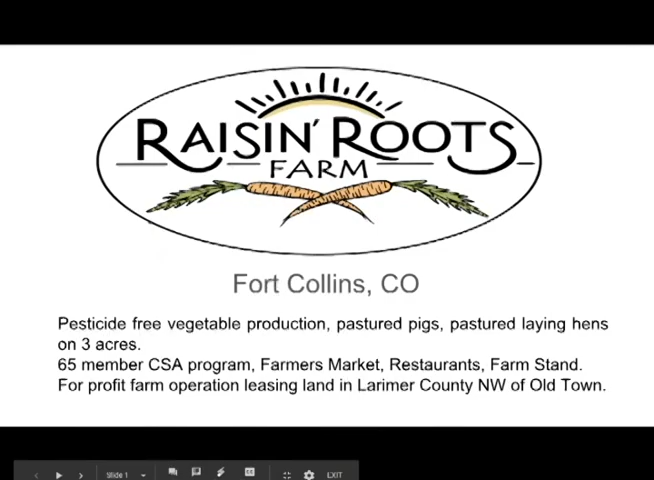 RAISIN' ROOTS
FARM
Fort Collins, CO
Pesticide free vegetable production, pastured pigs, pastured laying hens
on 3 acres.
65 member CSA program, Farmers Market, Restaurants, Farm Stand.
For profit farm operation leasing land in Larimer County NW of Old Town.
Slide 1
EXIT